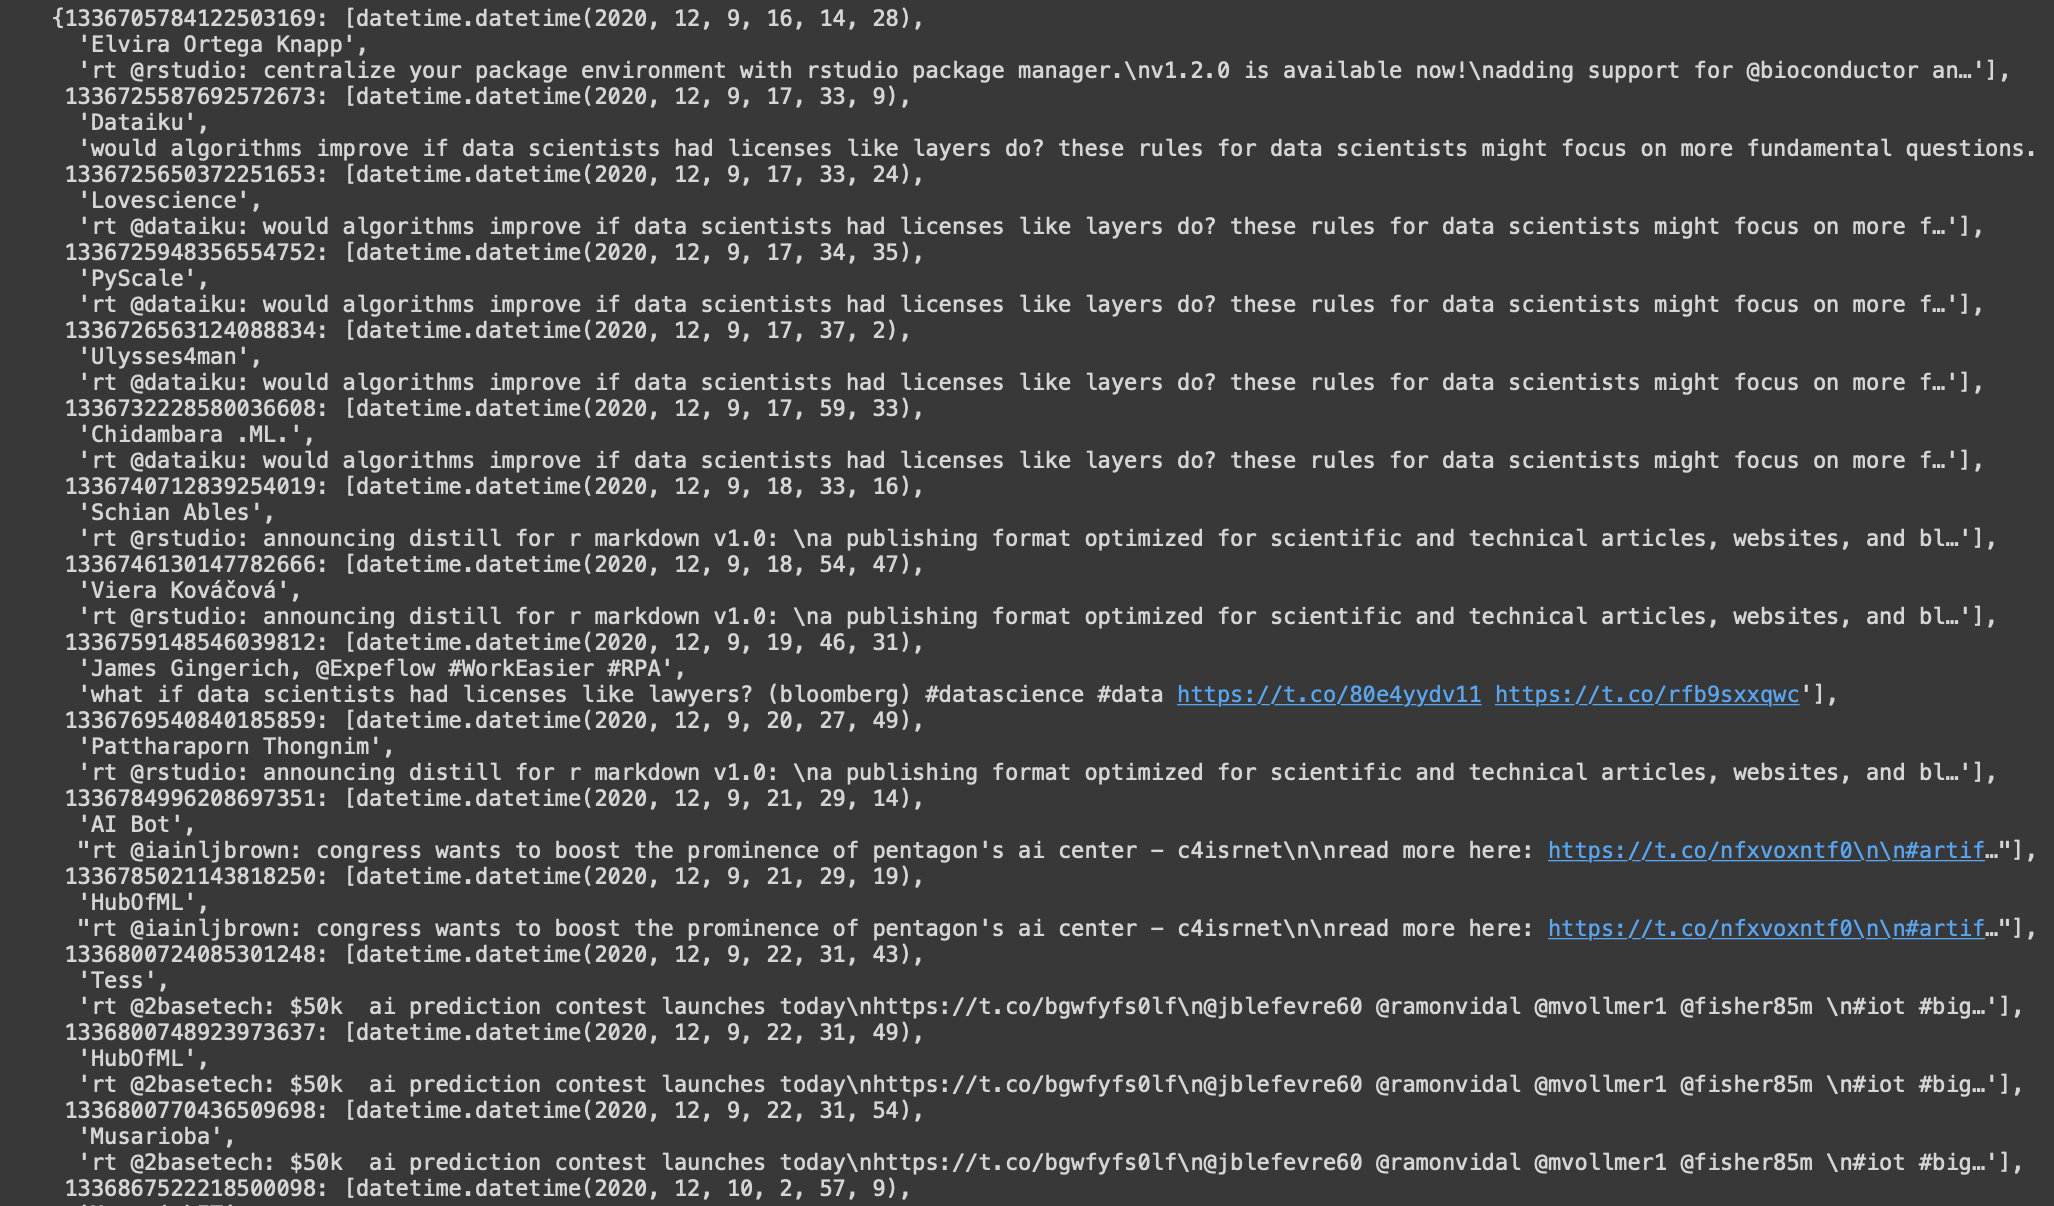 {1336705784122503169: [datetime.datetime(2020, 12, 9, 16, 14, 28),
'Elvira Ortega Knapp',
'rt @rstudio: centralize your package environment with rstudio package manager.\nv1.2.0 is available now!\nadding support for @bioconductor an…'],
1336725587692572673: [datetime.datetime(2020, 12, 9, 17, 33, 9),
'Dataiku',
'would algorithms improve if data scientists had licenses like layers do? these rules for data scientists might focus on more fundamental questions.
1336725650372251653: [datetime.datetime(2020, 12, 9, 17, 33, 24),
'Lovescience',
'rt @dataiku: would algorithms improve if data scientists had licenses like layers do? these rules for data scientists might focus on more f…'],
1336725948356554752: [datetime.datetime(2020, 12, 9, 17, 34, 35),
'PyScale',
'rt @dataiku: would algorithms improve if data scientists had licenses like layers do? these rules for data scientists might focus on more f…'],
1336726563124088834: [datetime.datetime(2020, 12, 9, 17, 37, 2),
'Ulysses4man',
'rt @dataiku: would algorithms improve if data scientists had licenses like layers do? these rules for data scientists might focus on more f…'],
1336732228580036608: [datetime.datetime(2020, 12, 9, 17, 59, 33),
'Chidambara .ML.',
'rt @dataiku: would algorithms improve if data scientists had licenses like layers do? these rules for data scientists might focus on more f…'],
1336740712839254019: [datetime.datetime(2020, 12, 9, 18, 33, 16),
'Schian Ables',
'rt @rstudio: announcing distill for r markdown v1.0: \na publishing format optimized for scientific and technical articles, websites, and bl…'],
1336746130147782666: [datetime.datetime(2020, 12, 9, 18, 54, 47),
'Viera Kováčová',
'rt @rstudio: announcing distill for r markdown v1.0: \na publishing format optimized for scientific and technical articles, websites, and bl…'],
1336759148546039812: [datetime.datetime(2020, 12, 9, 19, 46, 31),
'James Gingerich, @Expeflow #WorkEasier #RPA',
'what if data scientists had licenses like lawyers? (bloomberg) #datascience #data https://t.co/80e4yydv11 https://t.co/rfb9sxxqwc'],
1336769540840185859: [datetime.datetime(2020, 12, 9, 20, 27, 49),
'Pattharaporn Thongnim',
'rt @rstudio: announcing distill for r markdown v1.0: \na publishing format optimized for scientific and technical articles, websites, and bl…'],
1336784996208697351: [datetime.datetime(2020, 12, 9, 21, 29, 14),
'AI Bot',
"rt @iainljbrown: congress wants to boost the prominence of pentagon's ai center – c4isrnet\n\nread more here: https://t.co/nfxvoxntf0\n\n#artif…"],
1336785021143818250: [datetime.datetime(2020, 12, 9, 21, 29, 19),
'HubOfML',
"rt @iainljbrown: congress wants to boost the prominence of pentagon's ai center – c4isrnet\n\nread more here: https://t.co/nfxvoxntf0\n\n#artif…"],
1336800724085301248: [datetime.datetime(2020, 12, 9, 22, 31, 43),
'Tess',
'rt @2basetech: $50k  ai prediction contest launches today\nhttps://t.co/bgwfyfs0lf\n@jblefevre60 @ramonvidal @mvollmer1 @fisher85m \n#iot #big…'],
1336800748923973637: [datetime.datetime(2020, 12, 9, 22, 31, 49),
'HubOfML',
'rt @2basetech: $50k  ai prediction contest launches today\nhttps://t.co/bgwfyfs0lf\n@jblefevre60 @ramonvidal @mvollmer1 @fisher85m \n#iot #big…'],
1336800770436509698: [datetime.datetime(2020, 12, 9, 22, 31, 54),
'Musarioba',
'rt @2basetech: $50k  ai prediction contest launches today\nhttps://t.co/bgwfyfs0lf\n@jblefevre60 @ramonvidal @mvollmer1 @fisher85m \n#iot #big…'],
1336867522218500098: [datetime.datetime(2020, 12, 10, 2, 57, 9),